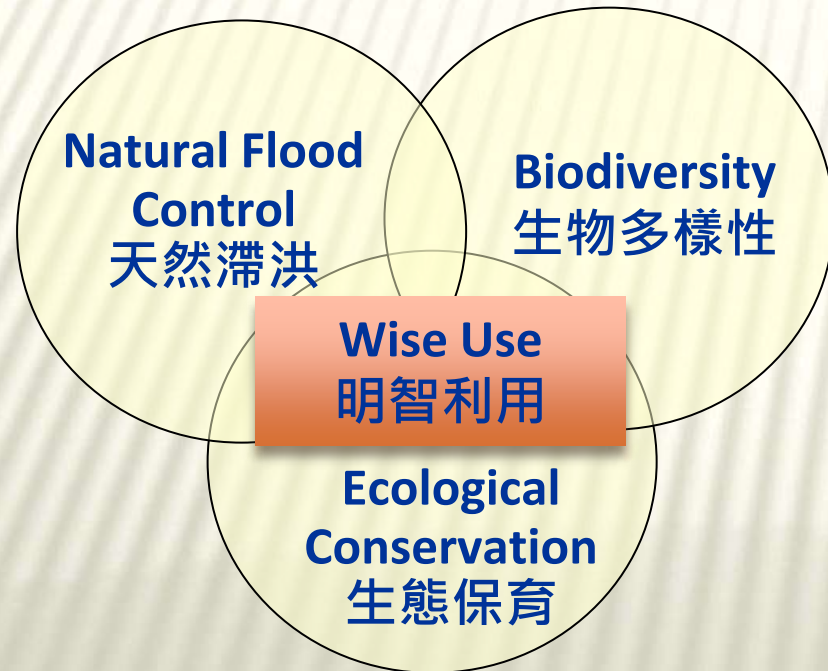 Natural Flood
Control
天然滯洪
Biodiversity
生物多樣性
Wise Use
明智利用
Ecological
Conservation
生態保育